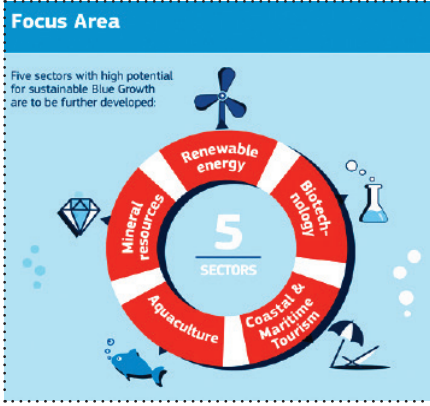 Focus Area
Five sectors with high potential
for sustainable Blue Growth
are to be further developed:
Renewable
energy
Biotech-
nology
Coastal &
Maritime
Tourism
Aquaculture
Mineral
resources
5
SECTORS